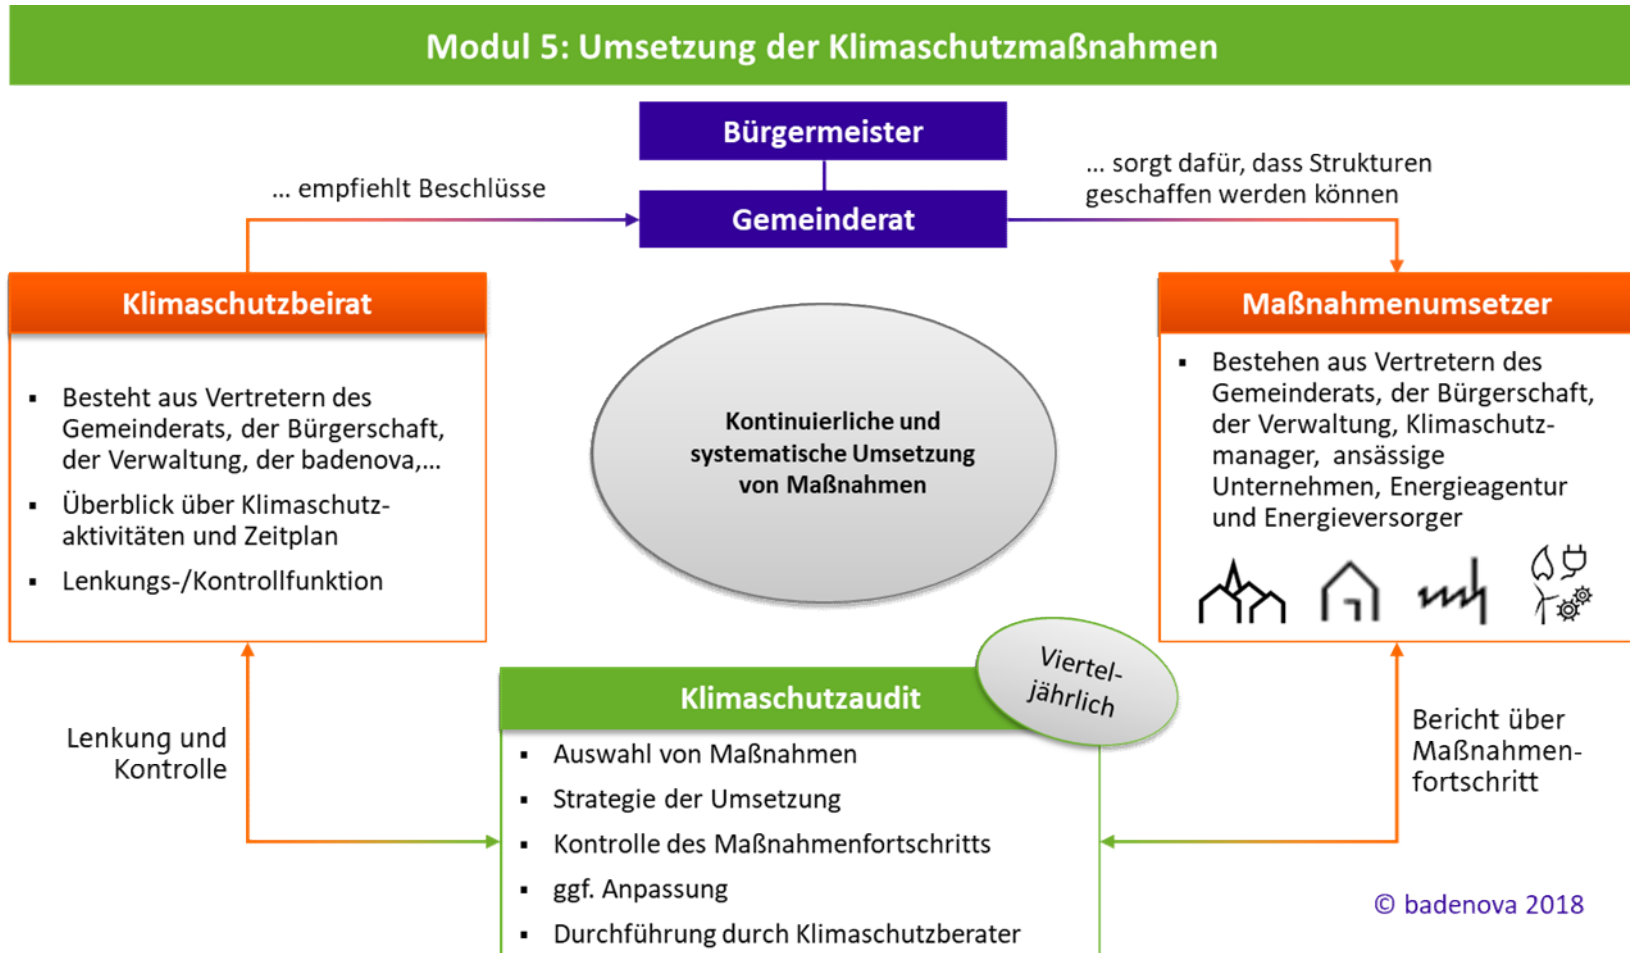 Modul 5: Umsetzung der Klimaschutzmaßnahmen
Bürgermeister
Gemeinderat
... empfiehlt Beschlüsse
... sorgt dafür, dass Strukturen
geschaffen werden können
Klimaschutzbeirat
▪ Besteht aus Vertretern des
Gemeinderats, der Bürgerschaft,
der Verwaltung, der badenova,...
▪ Überblick über Klimaschutz-
aktivitäten und Zeitplan
▪ Lenkungs-/Kontrollfunktion
Kontinuierliche und
systematische Umsetzung
von Maßnahmen
Maßnahmenumsetzer
▪ Bestehen aus Vertretern des
Gemeinderats, der Bürgerschaft,
der Verwaltung, Klimaschutz-
manager, ansässige
Unternehmen, Energieagentur
und Energieversorger
Lenkung und
Kontrolle
Klimaschutzaudit
Viertel-
jährlich
▪ Auswahl von Maßnahmen
▪ Strategie der Umsetzung
▪ Kontrolle des Maßnahmenfortschritts
▪ ggf. Anpassung
▪ Durchführung durch Klimaschutzberater
Bericht über
Maßnahmen-
fortschritt
© badenova 2018